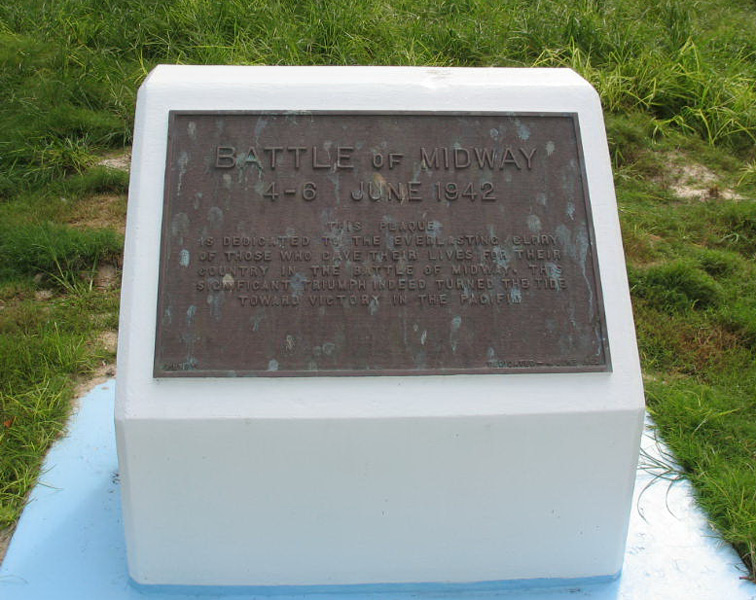 BATTLE OF MIDWAY
4-6 JUNE 1942
THIS PLAQUE
IS DEDICATED TO THE EVERLASTING GLORY
OF THOSE WHO GAVE THEIR LIVES FOR THEIR
COUNTRY IN THE BATTLE OF MIDWAY. THIS
SIGNIFICANT TRIUMPH INDEED TURNED THE TIDE
TOWARD VICTORY IN THE PACIFIC